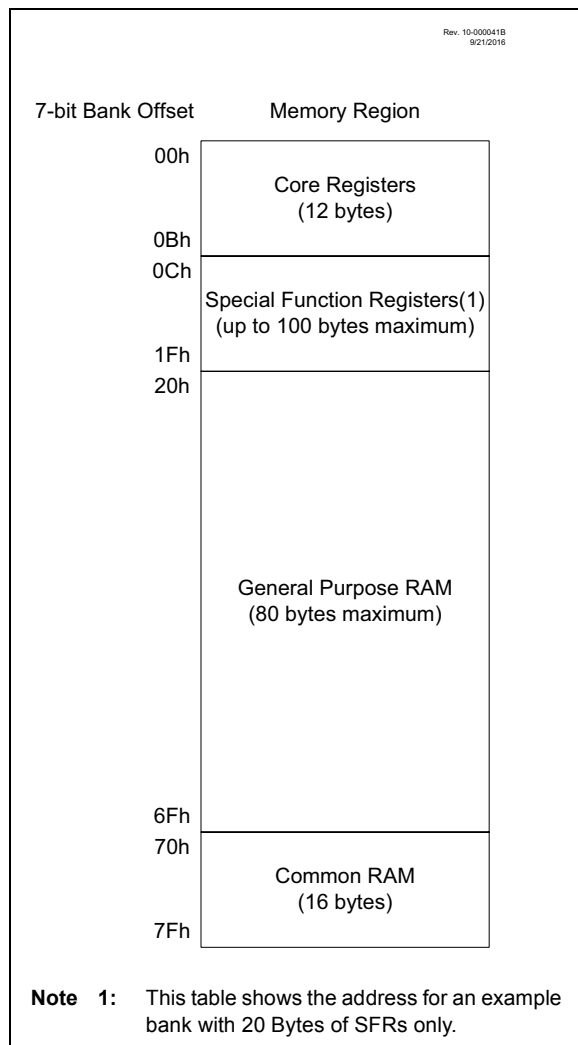 Rev. 10-000041B
9/21/2016
7-bit Bank Offset Memory Region
00h
Core Registers
(12 bytes)
0Bh
0Ch
Special Function Registers(1)
(up to 100 bytes maximum)
1Fh
20h
General Purpose RAM
(80 bytes maximum)
6Fh
70h
Common RAM
(16 bytes)
7Fh
Note 1: This table shows the address for an example
bank with 20 Bytes of SFRs only.